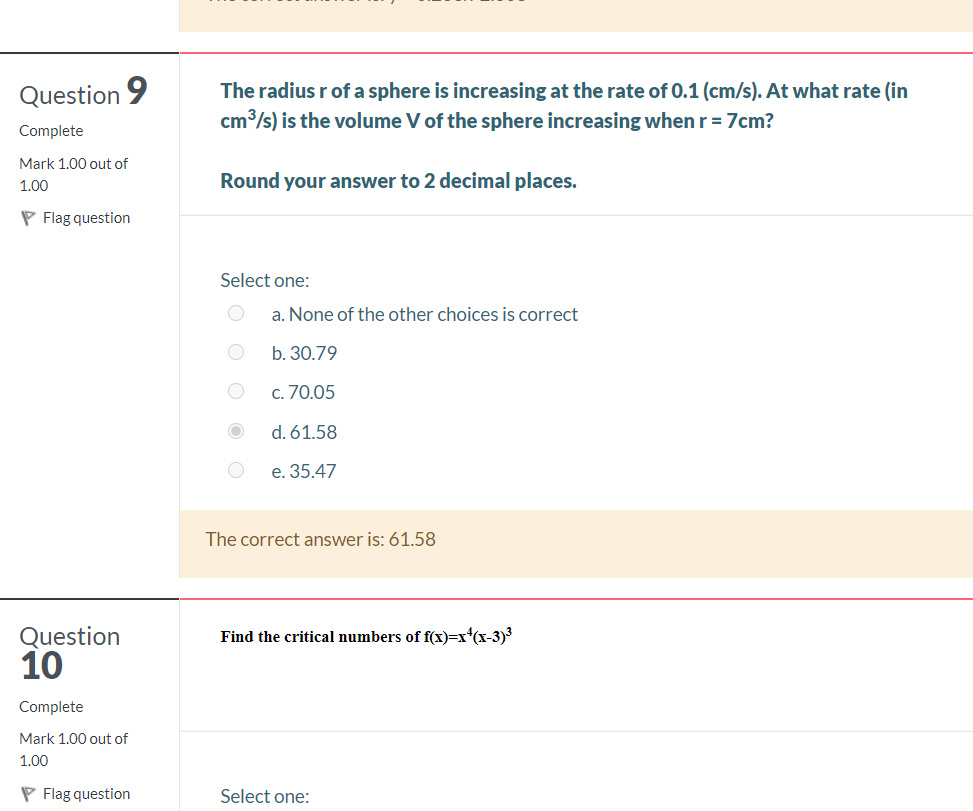 Question 9
Complete
Mark 1.00 out of
1.00
Flag question
The radius r of a sphere is increasing at the rate of 0.1 (cm/s). At what rate (in
cm³/s) is the volume V of the sphere increasing when r = 7cm?
Round your answer to 2 decimal places.
Select one:
a. None of the other choices is correct
b. 30.79
c. 70.05
d. 61.58
e. 35.47
The correct answer is: 61.58
Question
10
Complete
Mark 1.00 out of
1.00
Flag question
Find the critical numbers of f(x)=x⁴(x-3)³
Select one: